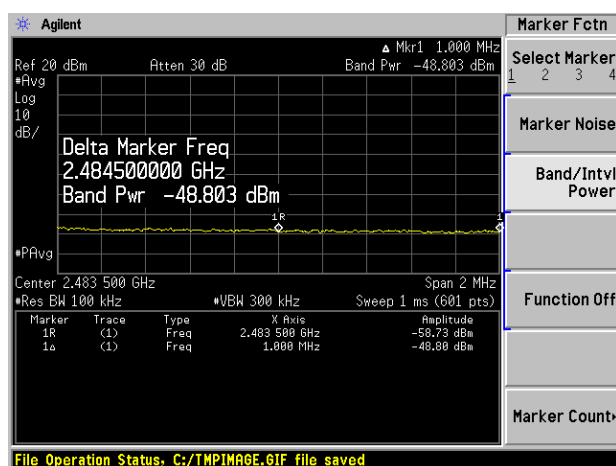 Agilent
Marker Fctn
Δ Mkr1 1.000 MHz
Ref 20 dBm Atten 30 dB Band Pwr -48.803 dBm
#Avg
Log
10
dB/
Delta Marker Freq
2.484500000 GHz
Band Pwr -48.803 dBm
1R
1
#PAvg
Center 2.483 500 GHz Span 2 MHz
#Res BW 100 kHz #VBW 300 kHz Sweep 1 ms (601 pts)
Marker Trace Type X Axis Amplitude
1R (1) Freq 2.483 500 GHz -58.73 dBm
1Δ (1) Freq 1.000 MHz -48.80 dBm
Select Marker
1 2 3 4
Marker Noise
Band/Intvl
Power
Function Off
Marker Count
File Operation Status, C:/TMPIMAGE.GIF file saved